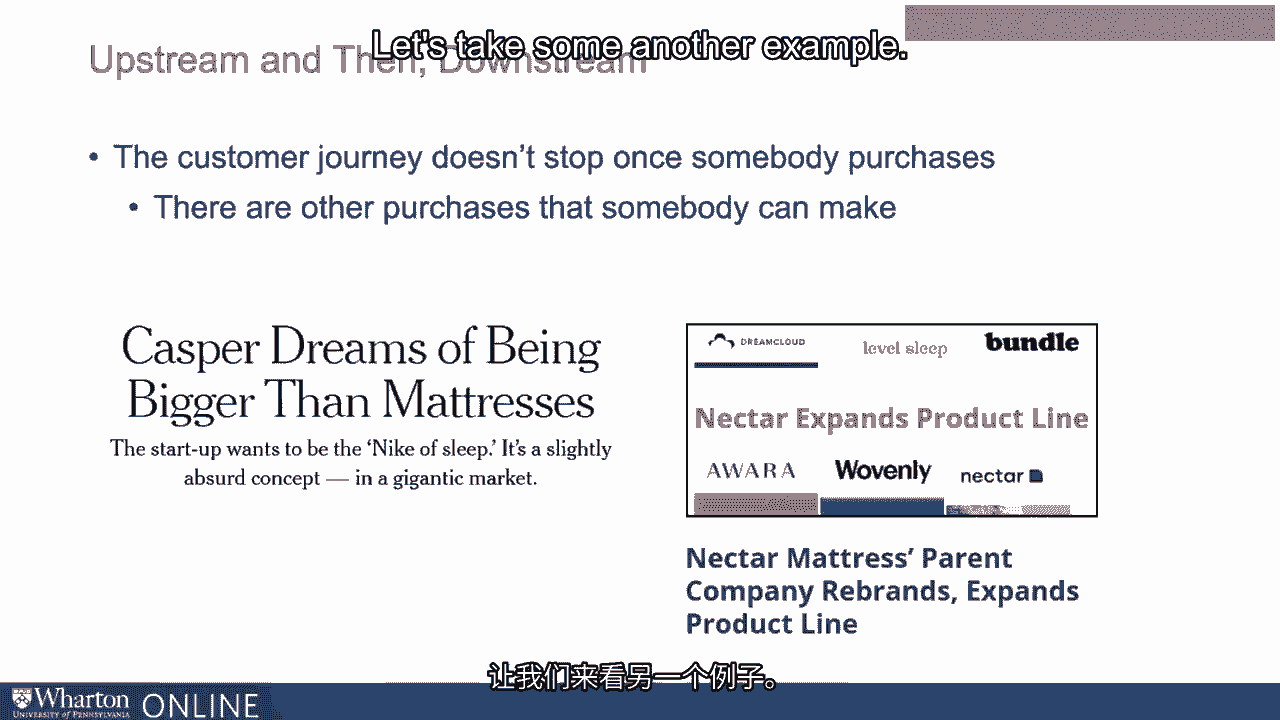 Let's take some another example.
Upstream and Then, Downstream
• The customer journey doesn't stop once somebody purchases
• There are other purchases that somebody can make
Casper Dreams of Being
Bigger Than Mattresses
The start-up wants to be the ‘Nike of sleep.’ It’s a slightly
absurd concept — in a gigantic market.
DREAMCLOUD
level sleep
bundle
Nectar Expands Product Line
AWARA
Wovenly
nectar
Nectar Mattress’ Parent
Company Rebrands, Expands
Product Line
让我们来看另一个例子。
Wharton
UNIVERSITY OF PENNSYLVANIA
ONLINE